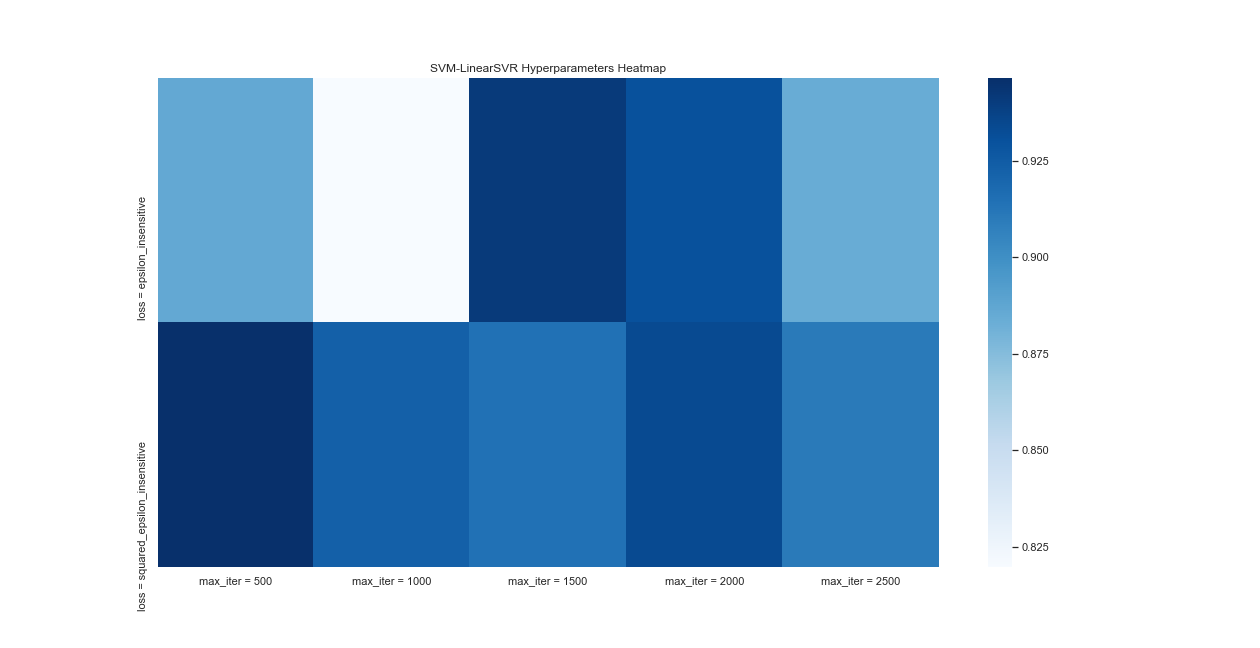 SVM-LinearSVR Hyperparameters Heatmap
loss = epsilon_insensitive
loss = squared_epsilon_insensitive
max_iter = 500
max_iter = 1000
max_iter = 1500
max_iter = 2000
max_iter = 2500
0.925
0.900
0.875
0.850
0.825